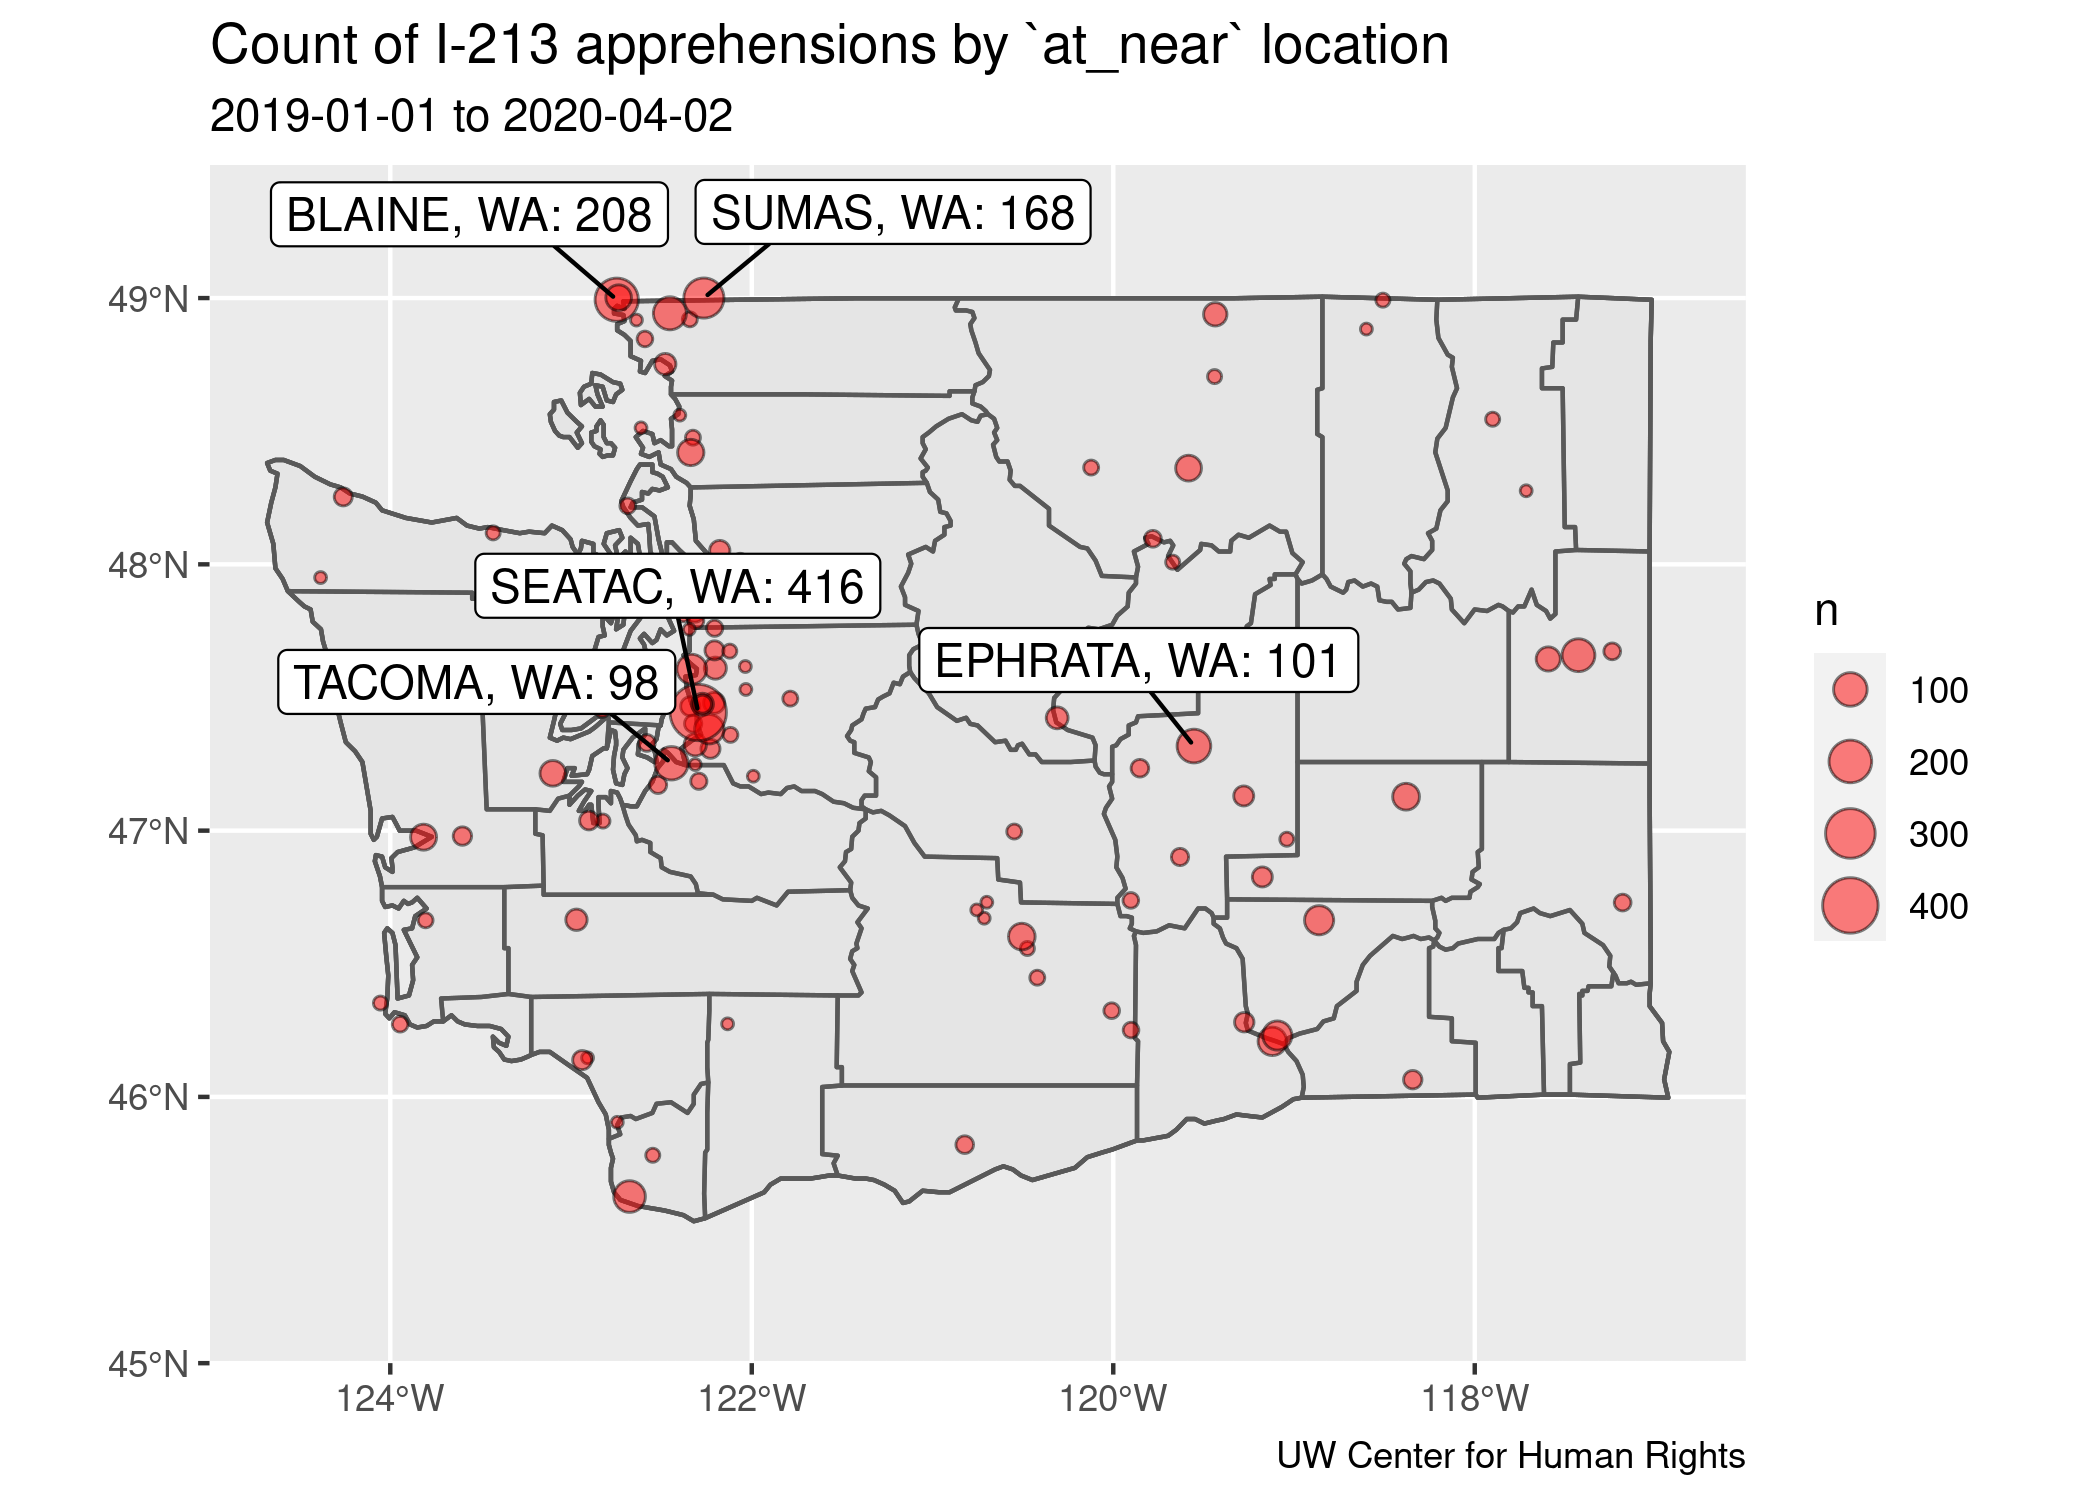 Count of I-213 apprehensions by `at_near` location
2019-01-01 to 2020-04-02
BLAINE, WA: 208
SUMAS, WA: 168
SEATAC, WA: 416
EPHRATA, WA: 101
TACOMA, WA: 98
49°N
48°N
47°N
46°N
45°N
124°W
122°W
120°W
118°W
n
100
200
300
400
UW Center for Human Rights